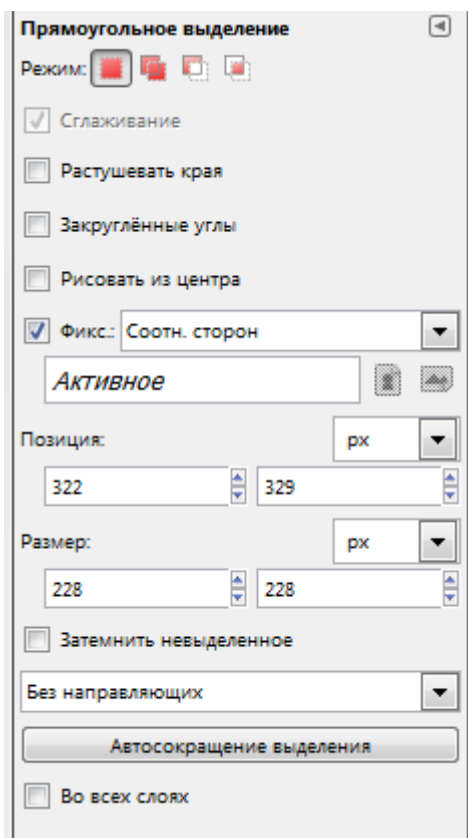 Прямоугольное выделение
Режим:
Сглаживание
Растушевать края
Закруглённые углы
Рисовать из центра
Фикс.: Соотн. сторон
Активное
Позиция: px
322 329
Размер: px
228 228
Затемнить невыделенное
Без направляющих
Автосокращение выделения
Во всех слоях